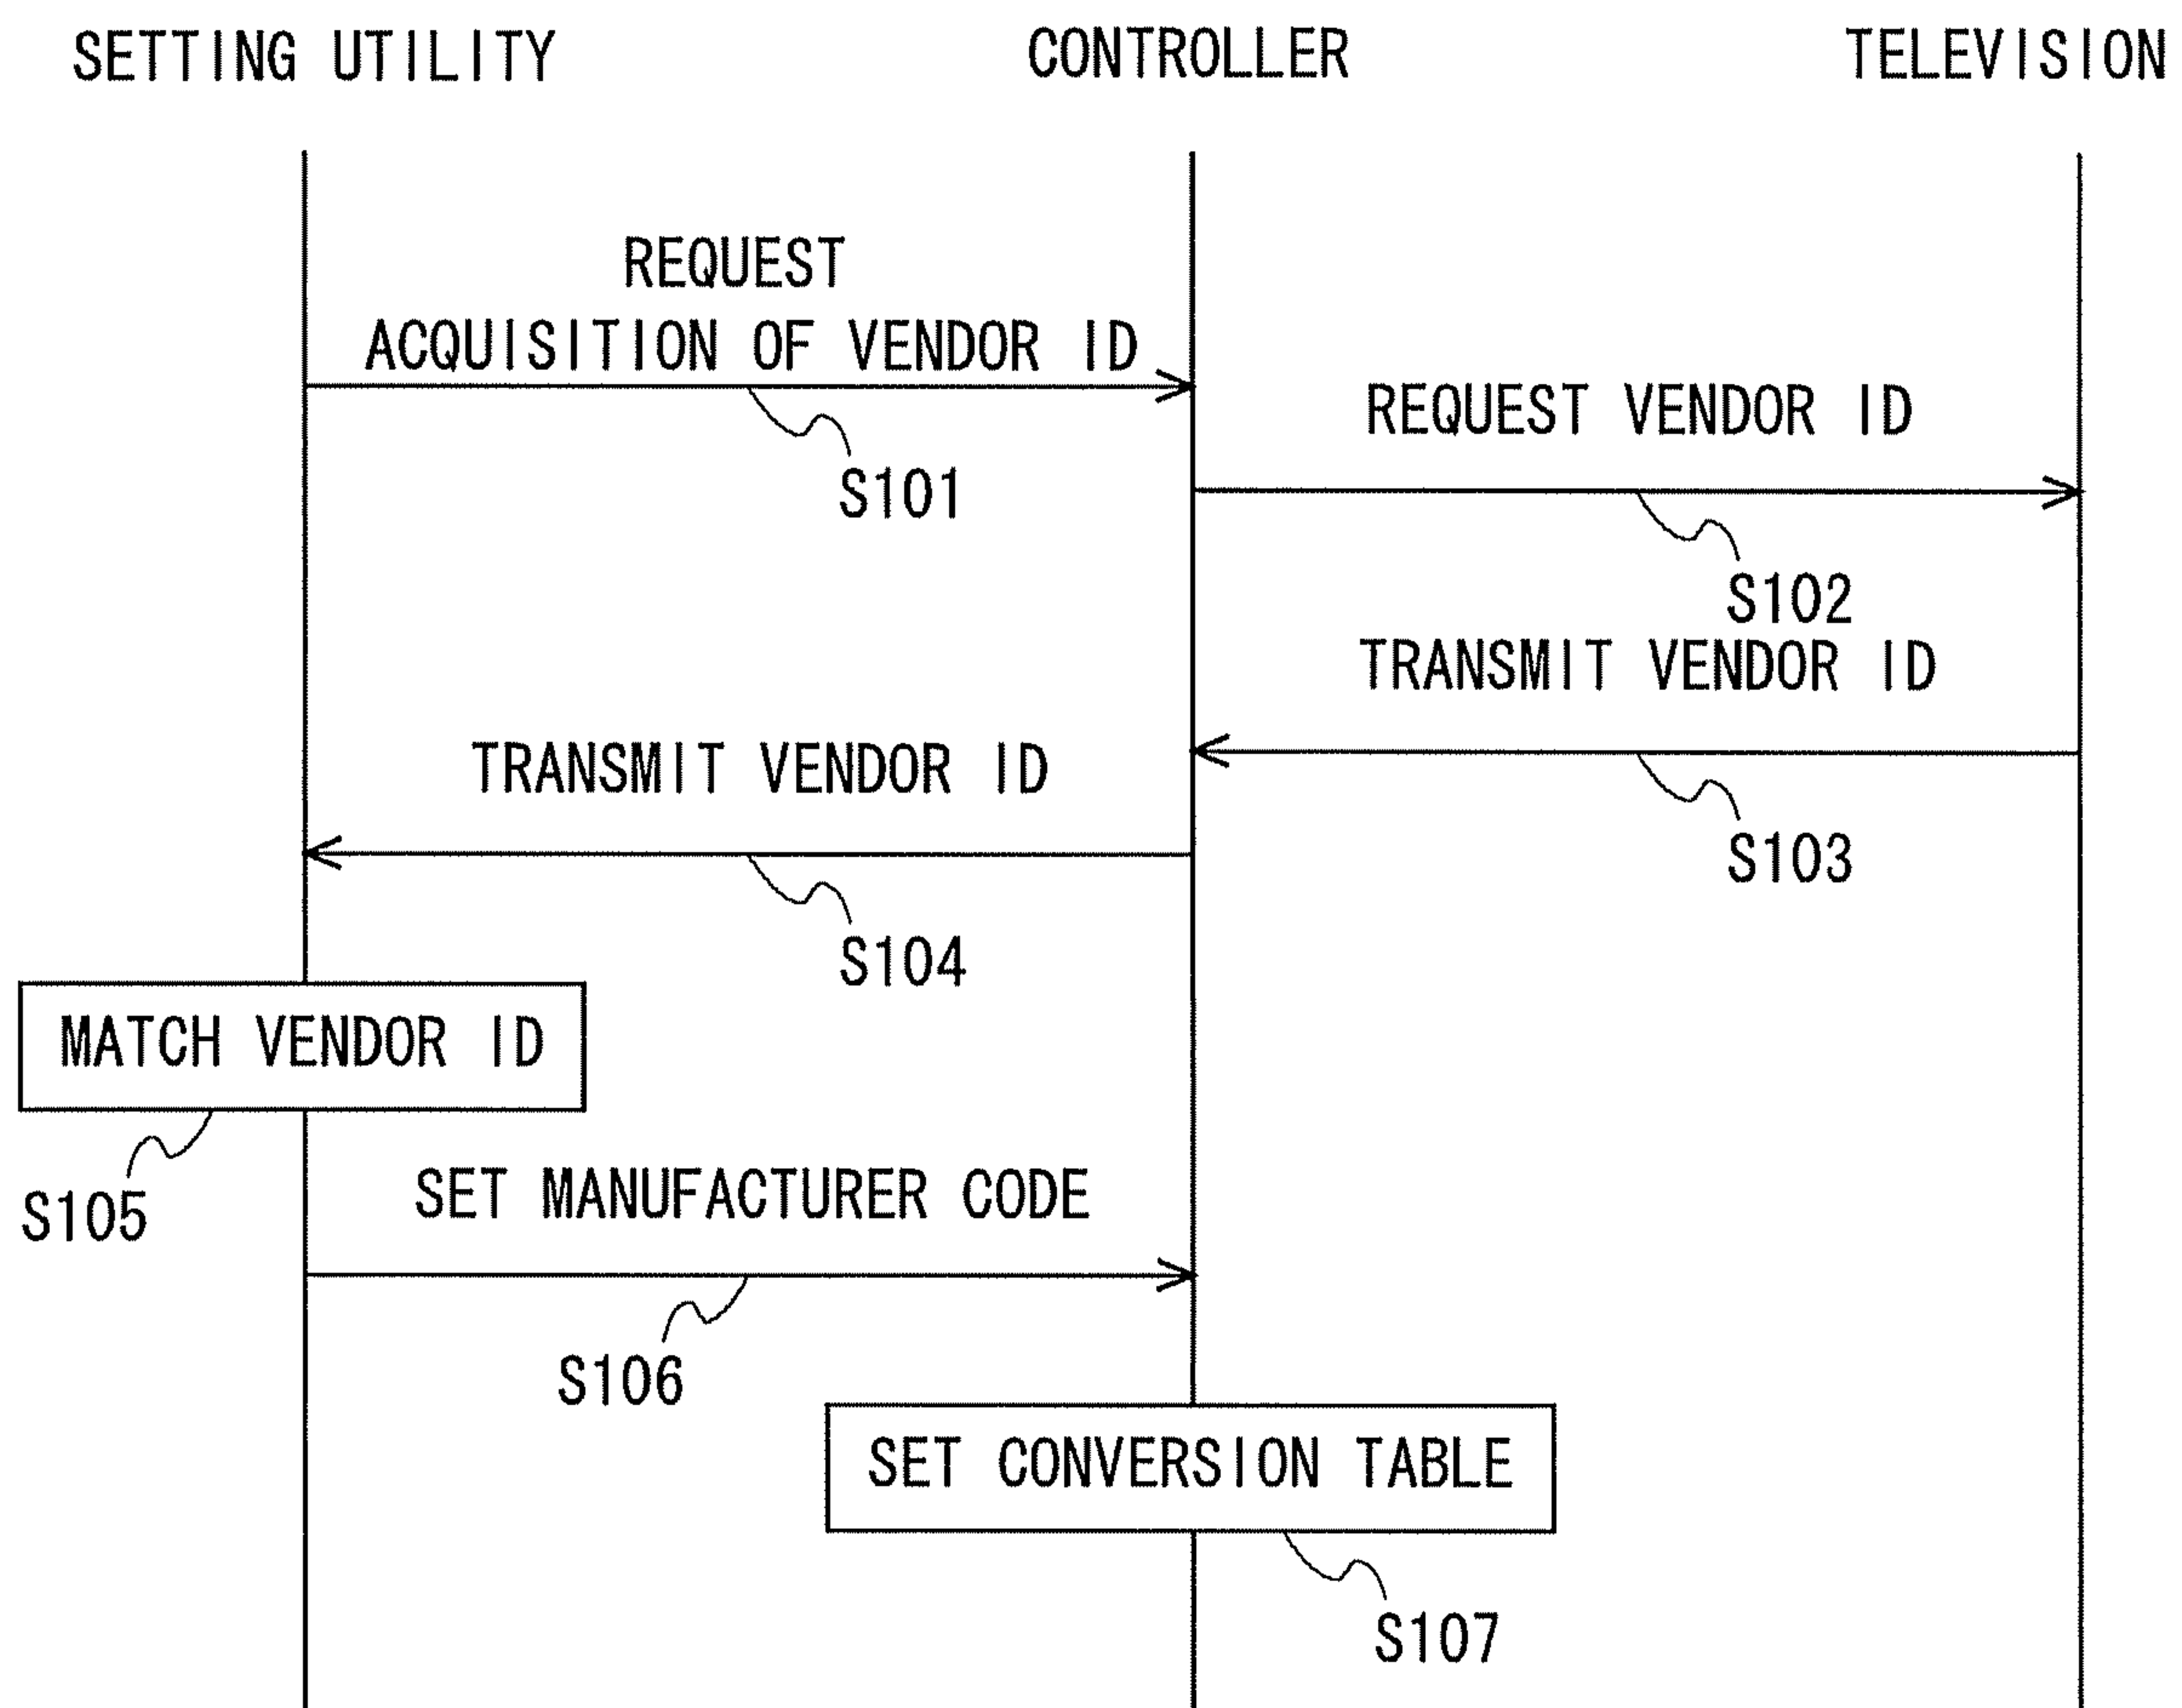 SETTING UTILITY
CONTROLLER
TELEVISION
REQUEST
ACQUISITION OF VENDOR ID
S101
REQUEST VENDOR ID
S102
TRANSMIT VENDOR ID
S103
TRANSMIT VENDOR ID
S104
MATCH VENDOR ID
S105
SET MANUFACTURER CODE
S106
SET CONVERSION TABLE
S107